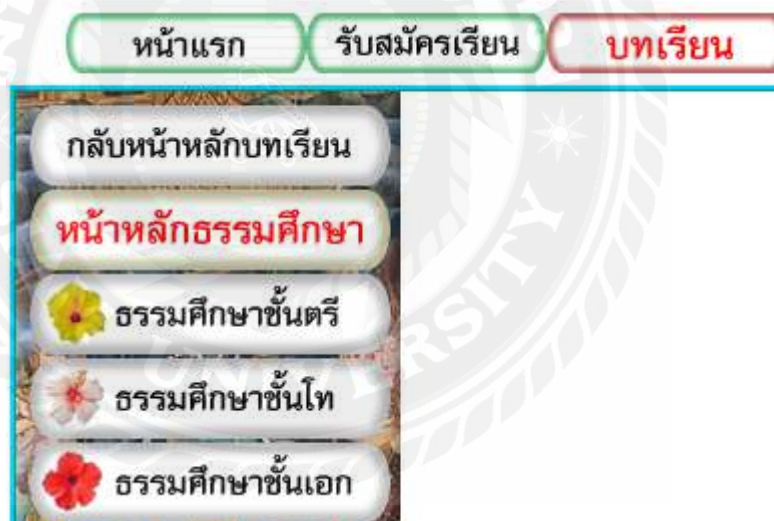 หน้าแรก รับสมัครเรียน บทเรียน
กลับหน้าหลักบทเรียน
หน้าหลักธรรมศึกษา
ธรรมศึกษาชั้นตรี
ธรรมศึกษาชั้นโท
ธรรมศึกษาชั้นเอก
UNIVERSITY